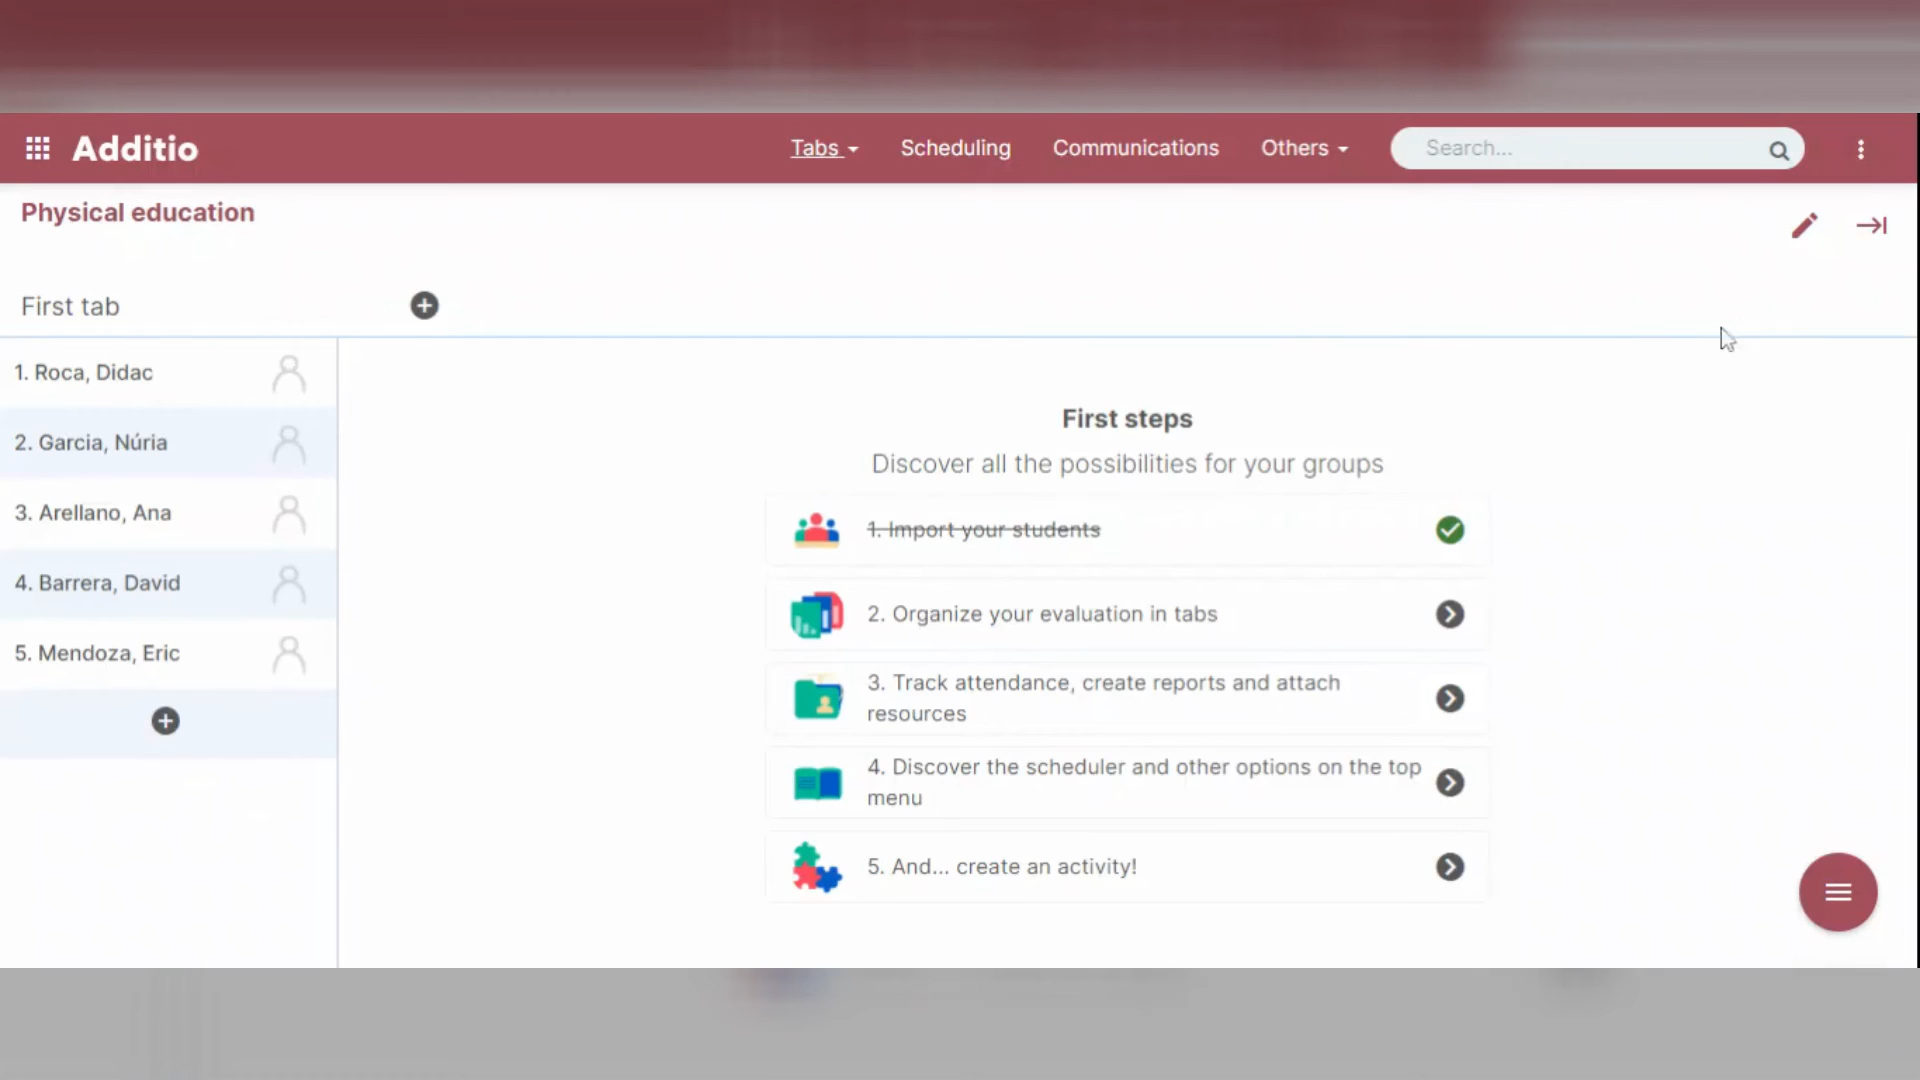 Additio
Tabs
Scheduling
Communications
Others
Search...
Physical education
First tab
1. Roca, Didac
2. Garcia, Núria
3. Arellano, Ana
4. Barrera, David
5. Mendoza, Eric
First steps
Discover all the possibilities for your groups
1. Import your students
2. Organize your evaluation in tabs
3. Track attendance, create reports and attach
resources
4. Discover the scheduler and other options on the top
menu
5. And... create an activity!